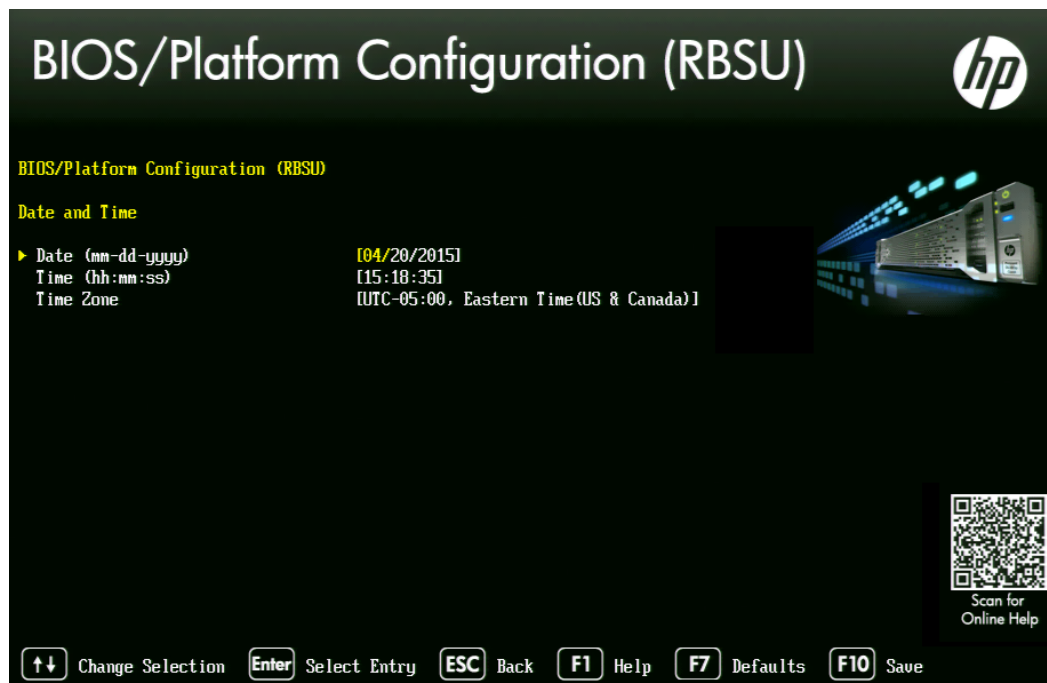 BIOS/Platform Configuration (RBSU)
hp
BIOS/Platform Configuration (RBSU)
Date and Time
Date (mm-dd-yyyy) [04/20/2015]
Time (hh:mm:ss) [15:18:35]
Time Zone [UTC-05:00, Eastern Time(US & Canada)]
Scan for
Online Help
↑↓ Change Selection Enter Select Entry ESC Back F1 Help F7 Defaults F10 Save